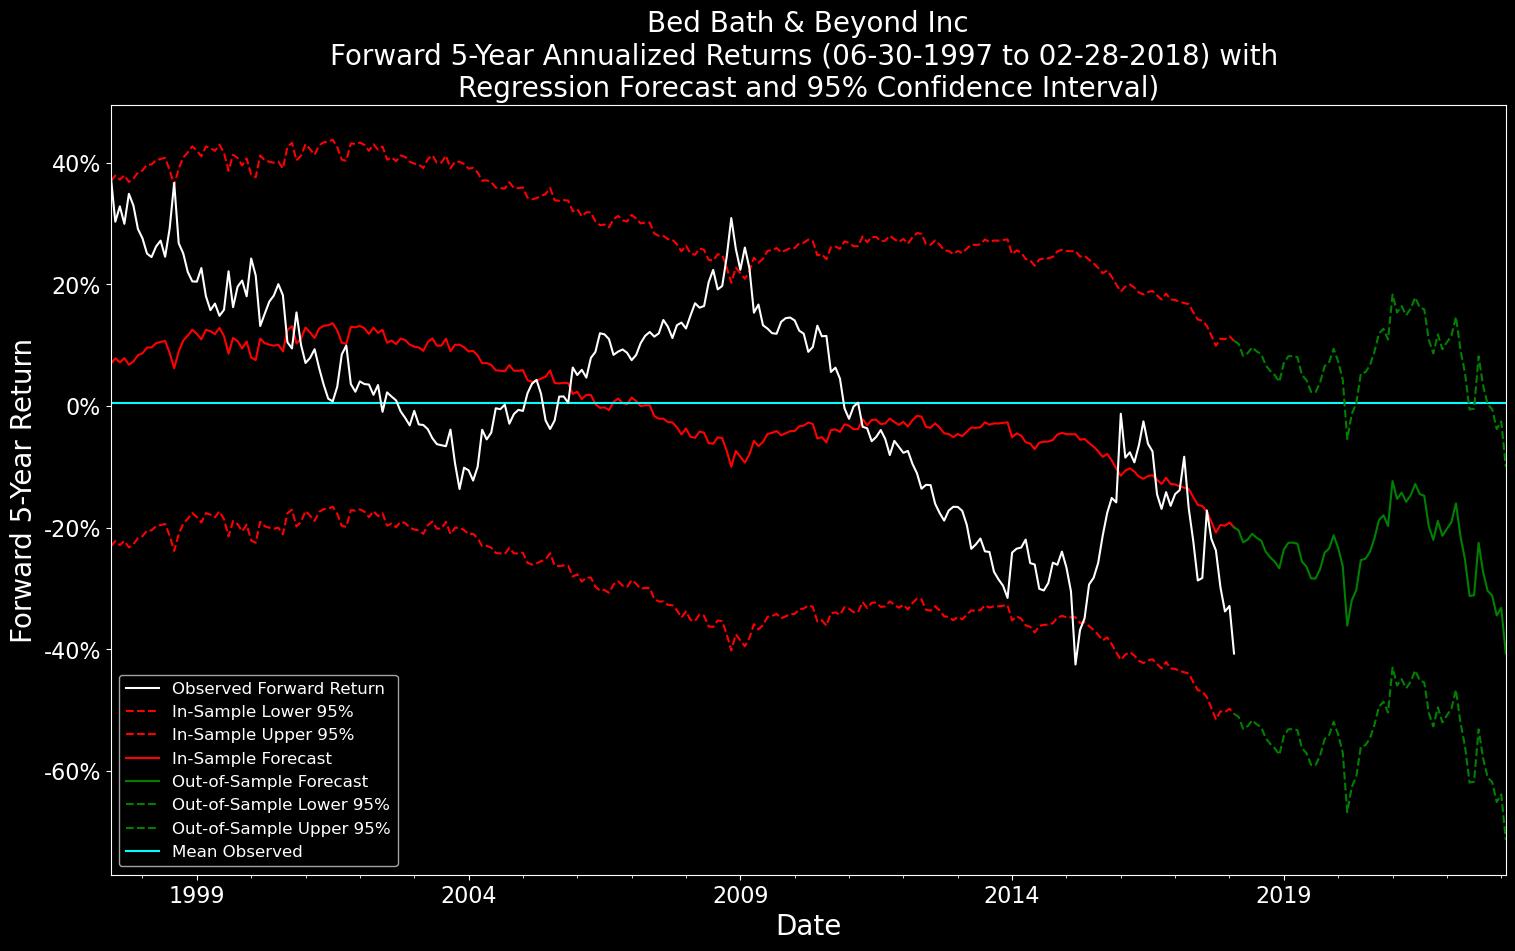 Bed Bath & Beyond Inc
Forward 5-Year Annualized Returns (06-30-1997 to 02-28-2018) with
Regression Forecast and 95% Confidence Interval)
Forward 5-Year Return
40%
20%
0%
-20%
-40%
-60%
Observed Forward Return
In-Sample Lower 95%
In-Sample Upper 95%
In-Sample Forecast
Out-of-Sample Forecast
Out-of-Sample Lower 95%
Out-of-Sample Upper 95%
Mean Observed
1999
2004
2009
2014
2019
Date